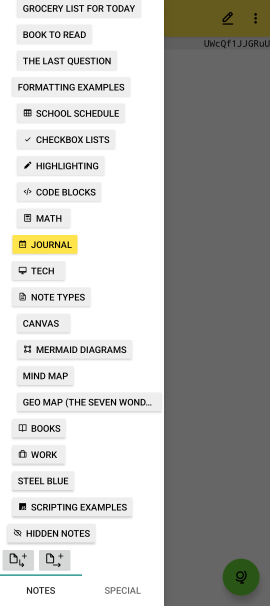 GROCERY LIST FOR TODAY
BOOK TO READ
THE LAST QUESTION
FORMATTING EXAMPLES
SCHOOL SCHEDULE
CHECKBOX LISTS
HIGHLIGHTING
CODE BLOCKS
MATH
JOURNAL
TECH
NOTE TYPES
CANVAS
MERMAID DIAGRAMS
MIND MAP
GEO MAP (THE SEVEN WOND...
BOOKS
WORK
STEEL BLUE
SCRIPTING EXAMPLES
HIDDEN NOTES
NOTES
SPECIAL
UWcQf1JJGRuU